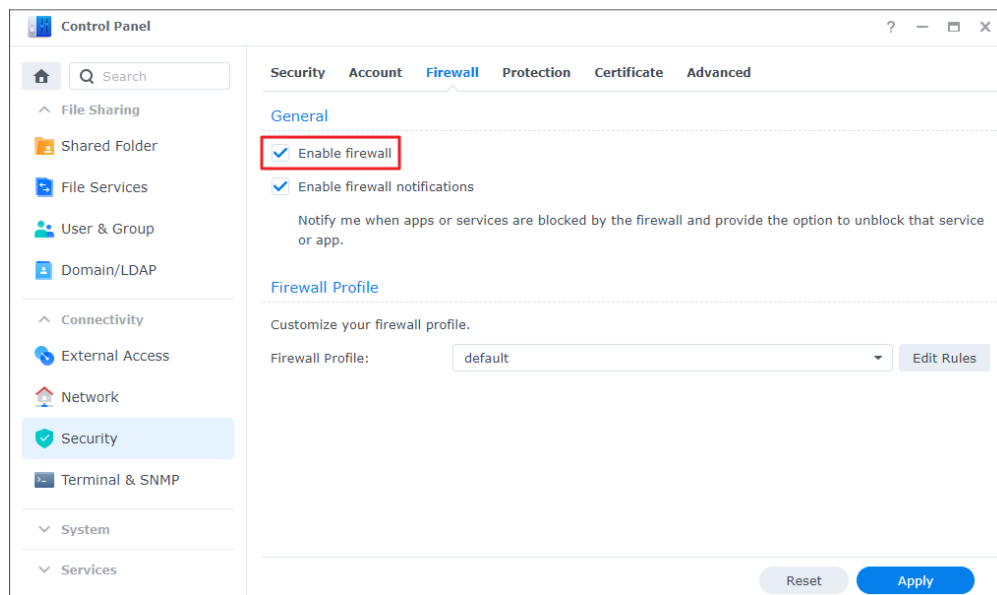 Control Panel
?
Search
File Sharing
Shared Folder
File Services
User & Group
Domain/LDAP
Connectivity
External Access
Network
Security
Terminal & SNMP
System
Services
Security Account Firewall Protection Certificate Advanced
General
Enable firewall
Enable firewall notifications
Notify me when apps or services are blocked by the firewall and provide the option to unblock that service
or app.
Firewall Profile
Customize your firewall profile.
Firewall Profile: default Edit Rules
Reset Apply